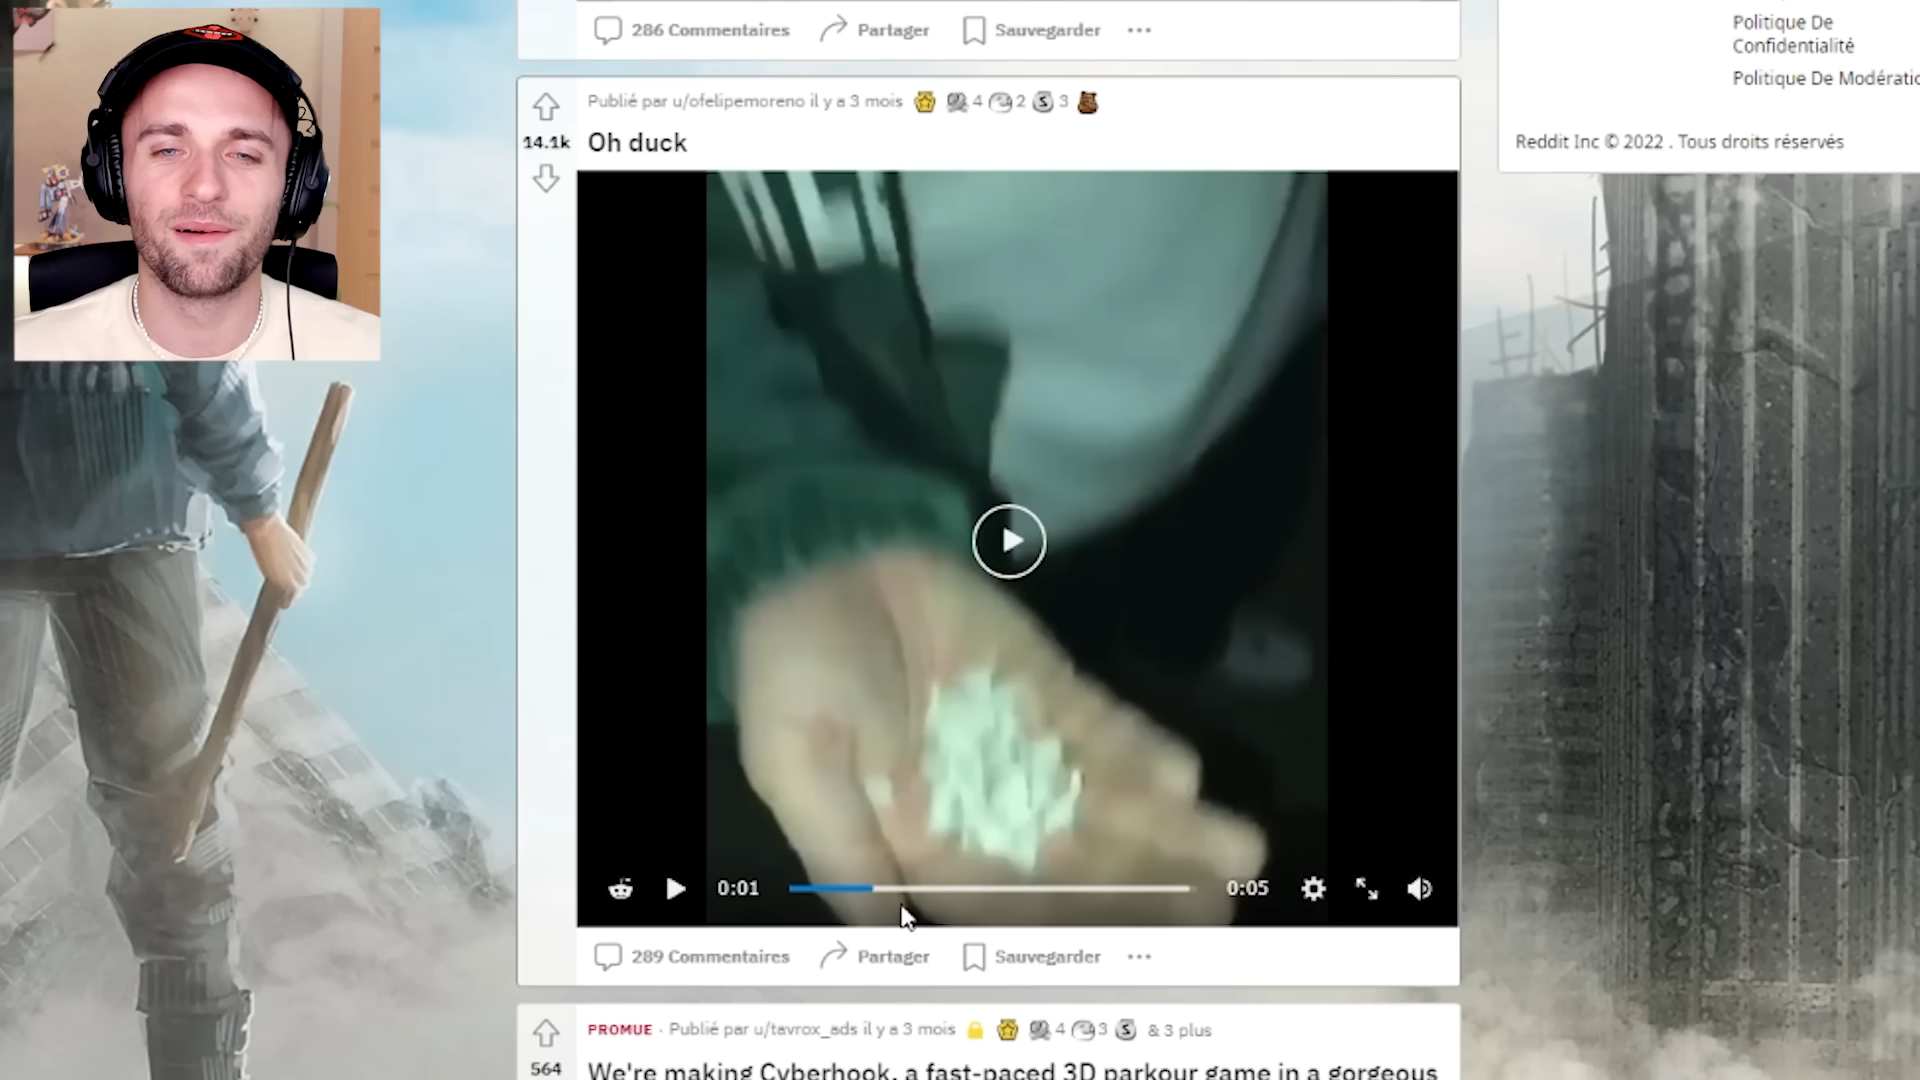 286 Commentaires
Partager
Sauvegarder
Politique De
Confidentialité
Politique De Modératio
Reddit Inc © 2022 . Tous droits réservés
Publié par u/ofelipemoreno il y a 3 mois
4
2
3
14.1k
Oh duck
0:01
0:05
289 Commentaires
Partager
Sauvegarder
PROMUE · Publié par u/tavrox_ads il y a 3 mois
4
3
& 3 plus
564
We're making Cyberhook, a fast-paced 3D parkour game in a gorgeous